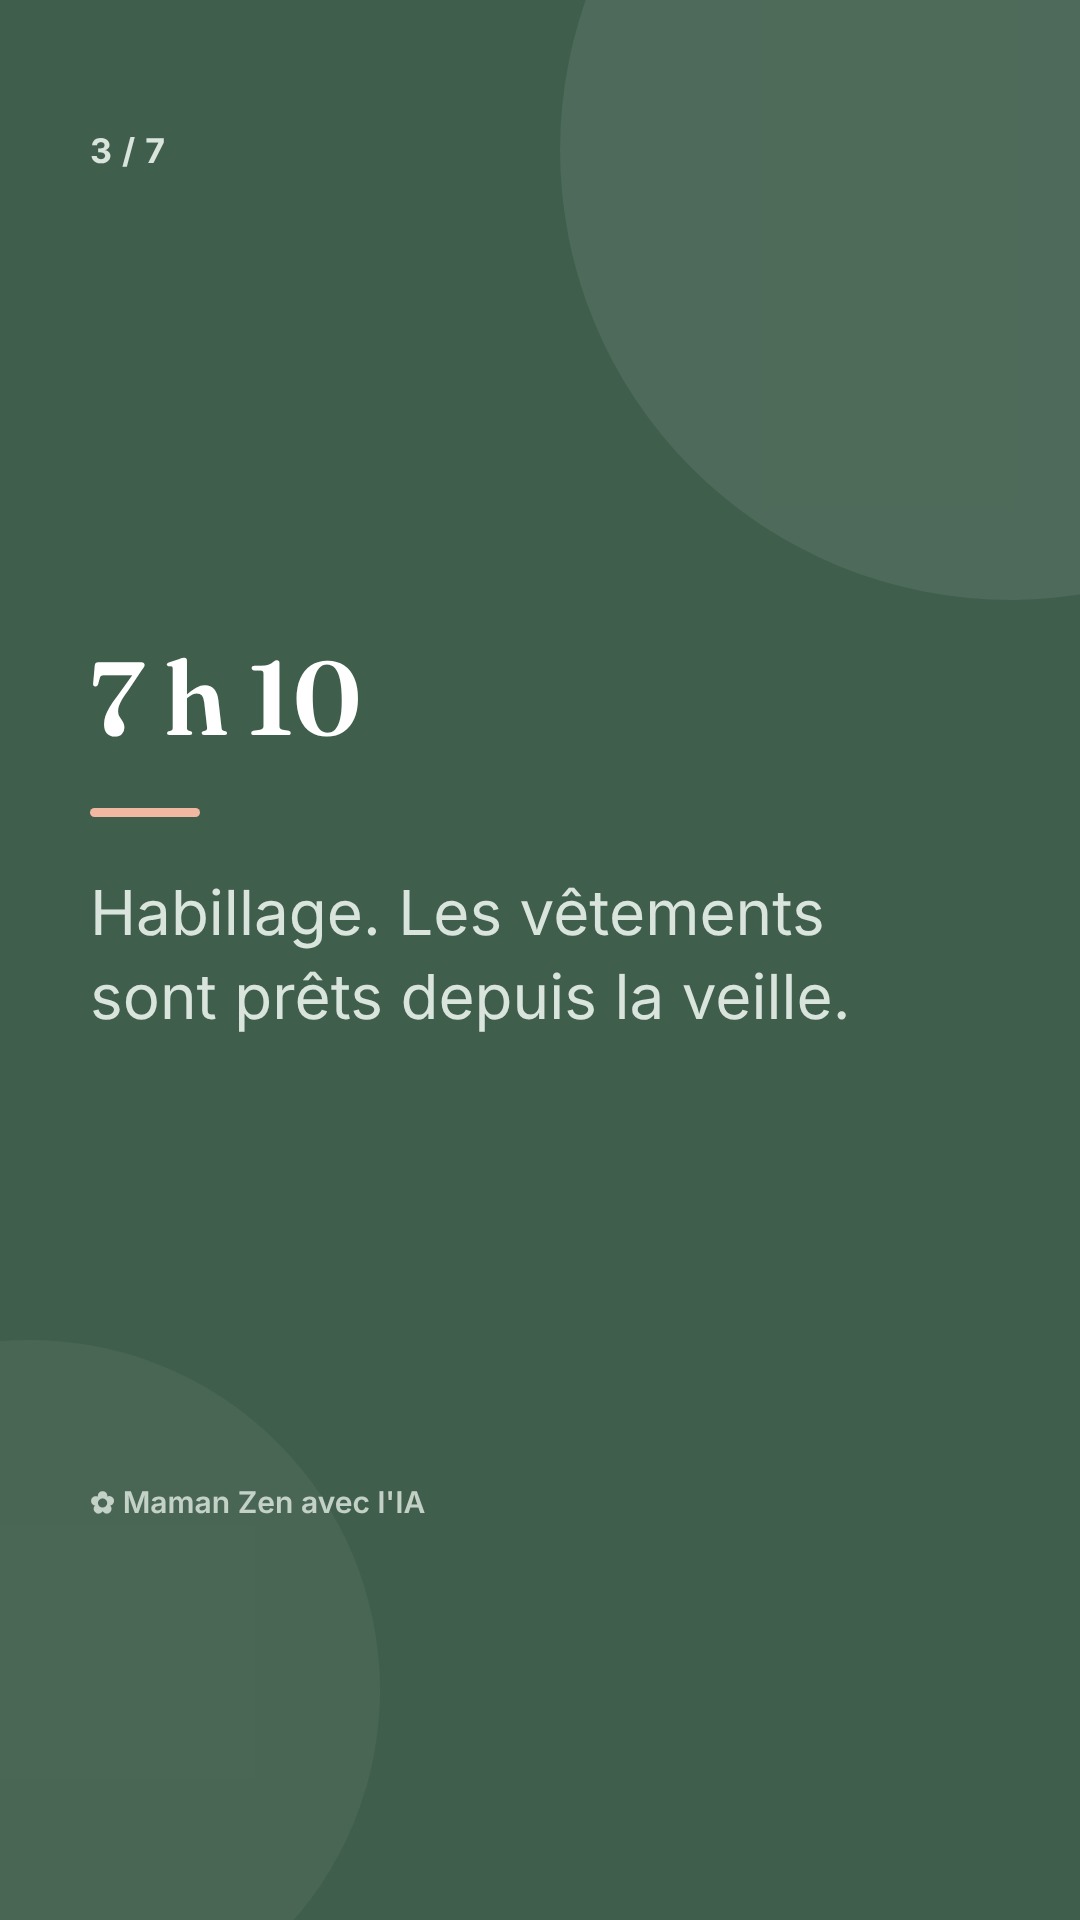 3 / 7
7 h 10
Habillage. Les vêtements
sont prêts depuis la veille.
✿ Maman Zen avec l'IA